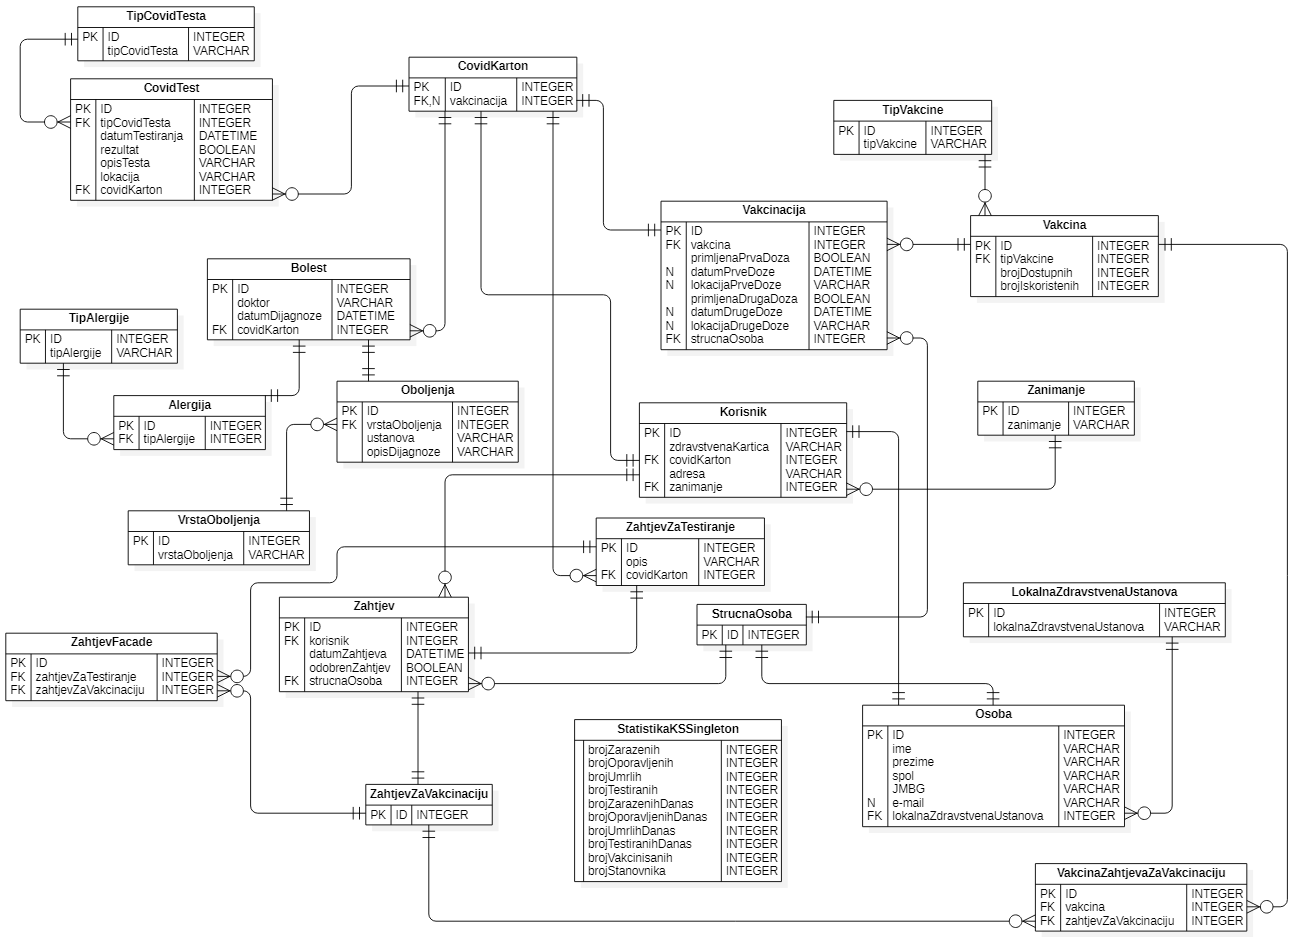 TipCovidTesta
PK ID INTEGER
tipCovidTesta VARCHAR
CovidTest
PK ID INTEGER
FK tipCovidTesta INTEGER
datumTestiranja DATETIME
rezultat BOOLEAN
opisTesta VARCHAR
lokacija VARCHAR
FK covidKarton INTEGER
CovidKarton
PK ID INTEGER
FK,N vakcinacija INTEGER
TipVakcine
PK ID INTEGER
tipVakcine VARCHAR
Vakcinacija
PK ID INTEGER
FK vakcina INTEGER
primljenaPrvaDoza BOOLEAN
N datumPrveDoze DATETIME
N lokacijaPrveDoze VARCHAR
primljenaDrugaDoza BOOLEAN
N datumDrugeDoze DATETIME
N lokacijaDrugeDoze VARCHAR
FK strucnaOsoba INTEGER
Vakcina
PK ID INTEGER
FK tipVakcine INTEGER
brojDostupnih INTEGER
brojIskoristenih INTEGER
Bolest
PK ID INTEGER
doktor VARCHAR
datumDijagnoze DATETIME
FK covidKarton INTEGER
TipAlergije
PK ID INTEGER
tipAlergije VARCHAR
Alergija
PK ID INTEGER
FK tipAlergije INTEGER
Oboljenja
PK ID INTEGER
FK vrstaOboljenja INTEGER
ustanova VARCHAR
opisDijagnoze VARCHAR
Korisnik
PK ID INTEGER
zdravstvenaKartica VARCHAR
FK covidKarton INTEGER
adresa VARCHAR
FK zanimanje INTEGER
Zanimanje
PK ID INTEGER
zanimanje VARCHAR
VrstaOboljenja
PK ID INTEGER
vrstaOboljenja VARCHAR
ZahtjevZaTestiranje
PK ID INTEGER
opis VARCHAR
FK covidKarton INTEGER
Zahtjev
PK ID INTEGER
FK korisnik INTEGER
datumZahtjeva DATETIME
odobrenZahtjev BOOLEAN
FK strucnaOsoba INTEGER
StrucnaOsoba
PK ID INTEGER
LokalnaZdravstvenaUstanova
PK ID INTEGER
lokalnaZdravstvenaUstanova VARCHAR
ZahtjevFacade
PK ID INTEGER
FK zahtjevZaTestiranje INTEGER
FK zahtjevZaVakcinaciju INTEGER
Osoba
PK ID INTEGER
ime VARCHAR
prezime VARCHAR
spol VARCHAR
JMBG VARCHAR
N e-mail VARCHAR
FK lokalnaZdravstvenaUstanova INTEGER
StatistikaKSSingleton
brojZarazenih INTEGER
brojOporavljenih INTEGER
brojUmrlih INTEGER
brojTestiranih INTEGER
brojZarazenihDanas INTEGER
brojOporavljenihDanas INTEGER
brojUmrlihDanas INTEGER
brojTestiranihDanas INTEGER
brojVakcinisanih INTEGER
brojStanovnika INTEGER
ZahtjevZaVakcinaciju
PK ID INTEGER
VakcinaZahtjevaZaVakcinaciju
PK ID INTEGER
FK vakcina INTEGER
FK zahtjevZaVakcinaciju INTEGER